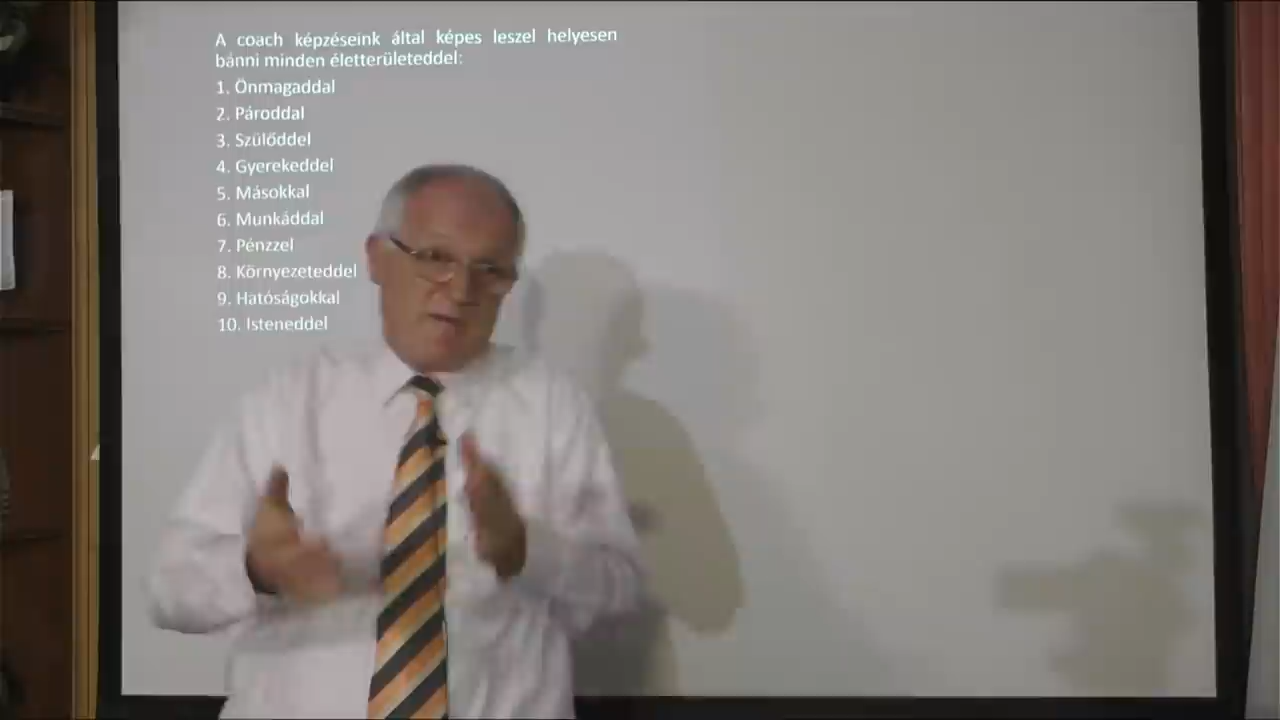 A coach képzéseink által képes leszel helyesen
bánni minden életterületeddel:
1. Önmagaddal
2. Pároddal
3. Szülőddel
4. Gyerekeddel
5. Másokkal
6. Munkáddal
7. Pénzzel
8. Környezeteddel
9. Hatóságokkal
10. Isteneddel